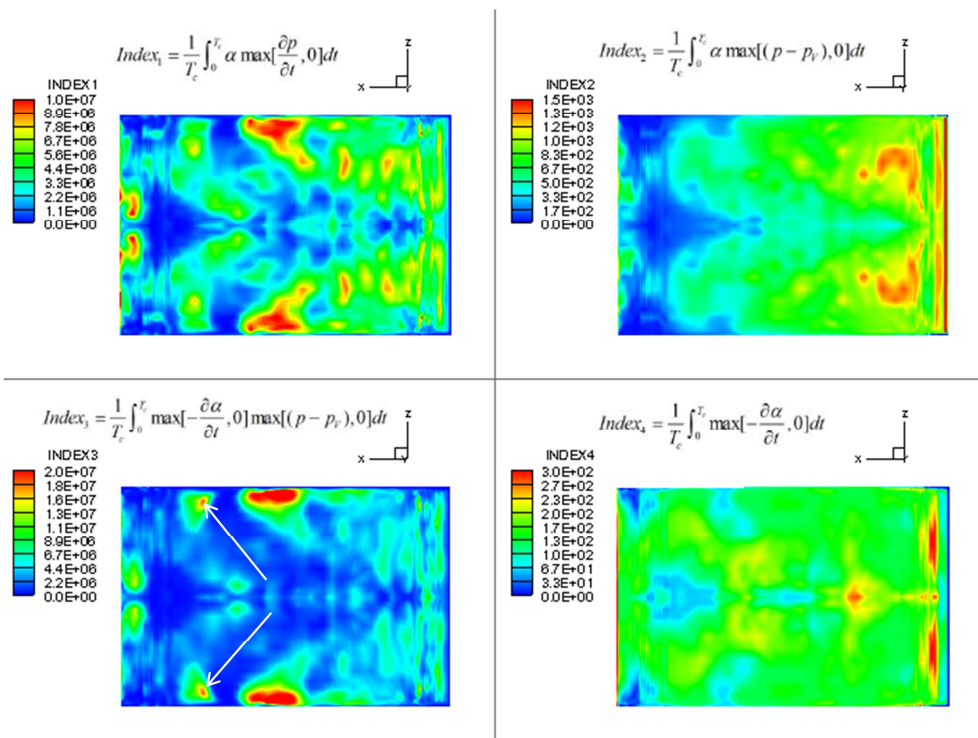 Index₁ = 1/T_c ∫₀^{T_c} α max[∂p/∂t, 0]dt
z
x
INDEX1
1.0E+07
8.9E+06
7.8E+06
6.7E+06
5.6E+06
4.4E+06
3.3E+06
2.2E+06
1.1E+06
0.0E+00
Index₂ = 1/T_c ∫₀^{T_c} α max[(p − p_V), 0]dt
z
x
Y
INDEX2
1.5E+03
1.3E+03
1.2E+03
1.0E+03
8.3E+02
6.7E+02
5.0E+02
3.3E+02
1.7E+02
0.0E+00
Index₃ = 1/T_c ∫₀^{T_c} max[−∂α/∂t, 0] max[(p − p_V), 0]dt
z
x
Y
INDEX3
2.0E+07
1.8E+07
1.6E+07
1.3E+07
1.1E+07
8.9E+06
6.7E+06
4.4E+06
2.2E+06
0.0E+00
Index₄ = 1/T_c ∫₀^{T_c} max[−∂α/∂t, 0]dt
z
x
Y
INDEX4
3.0E+02
2.7E+02
2.3E+02
2.0E+02
1.7E+02
1.3E+02
1.0E+02
6.7E+01
3.3E+01
0.0E+00